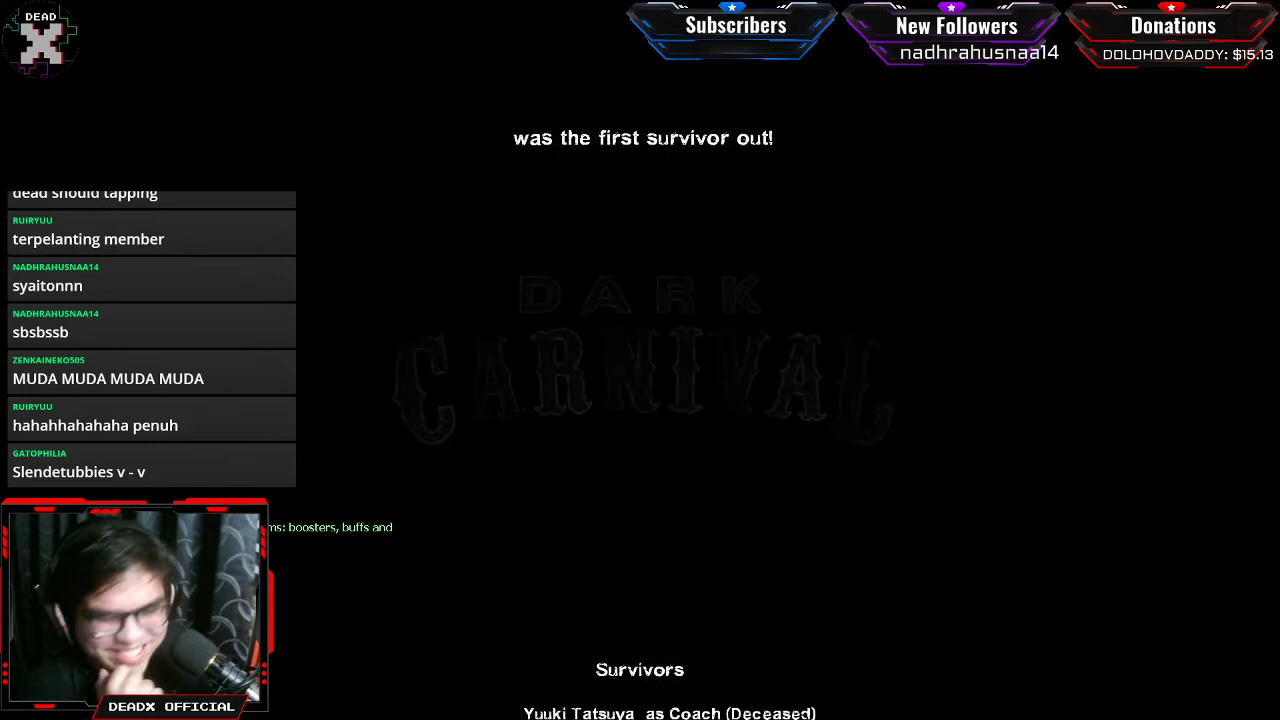 DEAD
X
Subscribers
New Followers
nadhrahusnaa14
Donations
DOLOHOVDADDY: $15.13
was the first survivor out!
dead should tapping
RUIRYUU
terpelanting member
NADHRAHUSNAA14
syaitonnn
NADHRAHUSNAA14
sbsbssb
ZENKAINEKO505
MUDA MUDA MUDA MUDA
RUIRYUU
hahahhahahaha penuh
GATOPHILIA
Slendetubbies v - v
DARK
CARNIVAL
ms: boosters, buffs and
DEADX OFFICIAL
Survivors
Yuuki Tatsuya as Coach (Deceased)